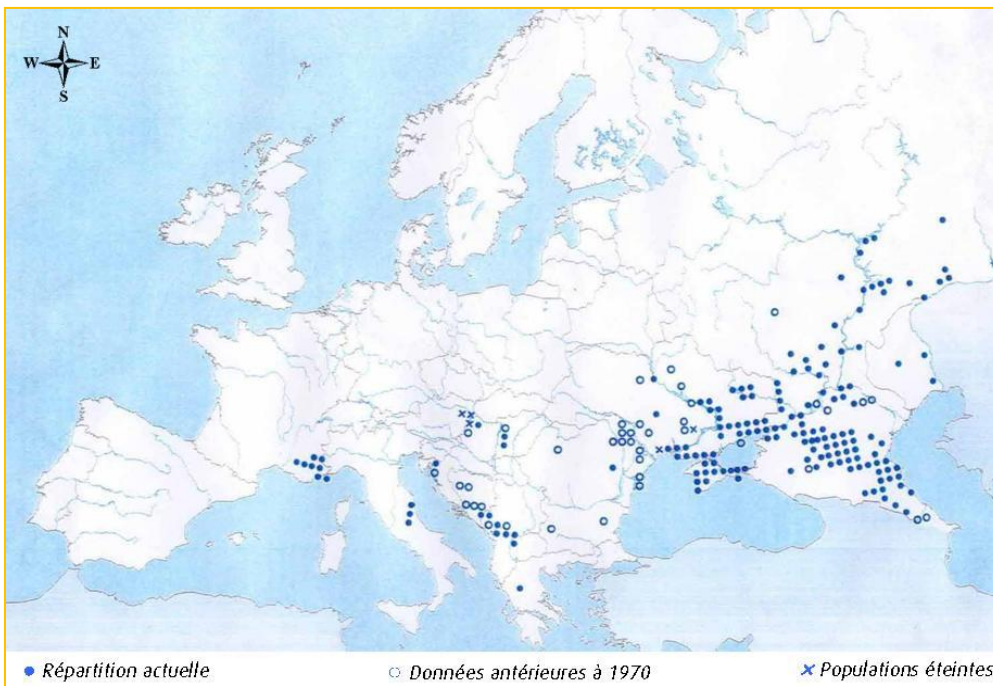 N
W E
S
Répartition actuelle
Données antérieures à 1970
Populations éteintes